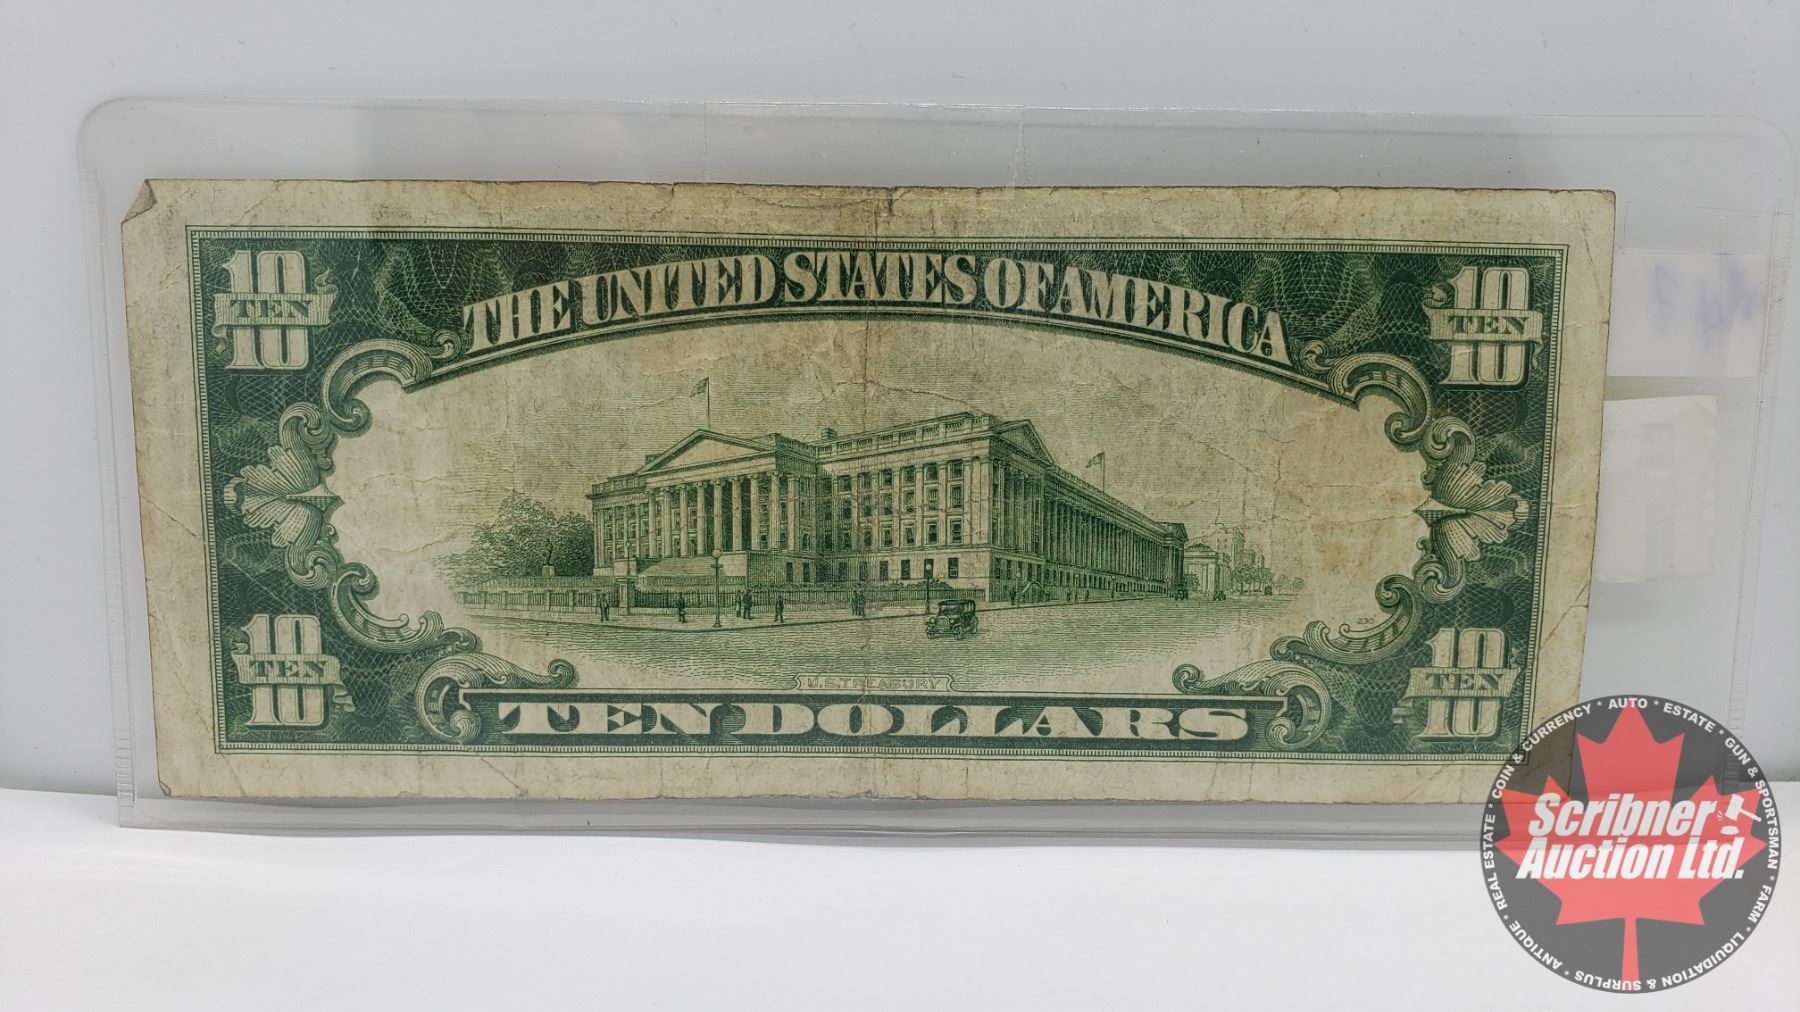 THE UNITED STATES OF AMERICA
10
TEN
10
10
TEN
10
10
TEN
10
10
TEN
10
230
U.S. TREASURY
TEN DOLLARS
Scribner
Auction Ltd.
REAL ESTATE * COIN & CURRENCY * AUTO * ESTATE * GUN & SPORTSMAN * FARM * LIQUIDATION & SURPLUS * ANTIQUE *